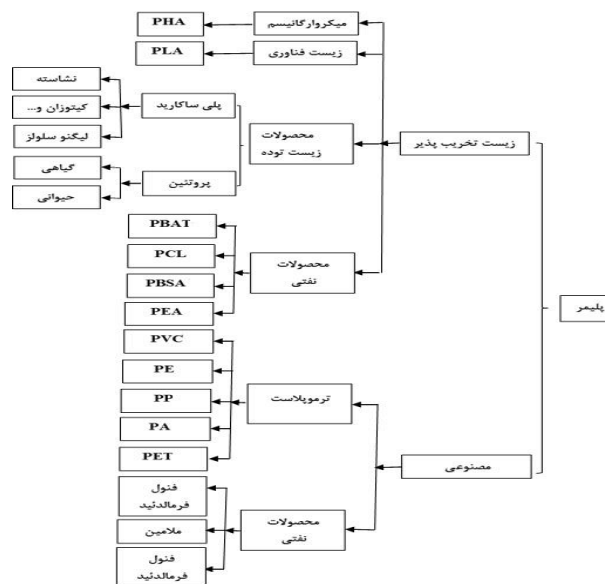 پلیمر
زیست تخریب پذیر
میکروارگانیسم
PHA
زیست فناوری
PLA
محصولات
زیست توده
پلی ساکارید
نشاسته
کیتوزان و...
لیگنو سلولز
پروتئین
گیاهی
حیوانی
محصولات
نفتی
PBAT
PCL
PBSA
PEA
مصنوعی
ترموپلاست
PVC
PE
PP
PA
PET
محصولات
نفتی
فنول
فرمالدئید
ملامین
فنول
فرمالدئید